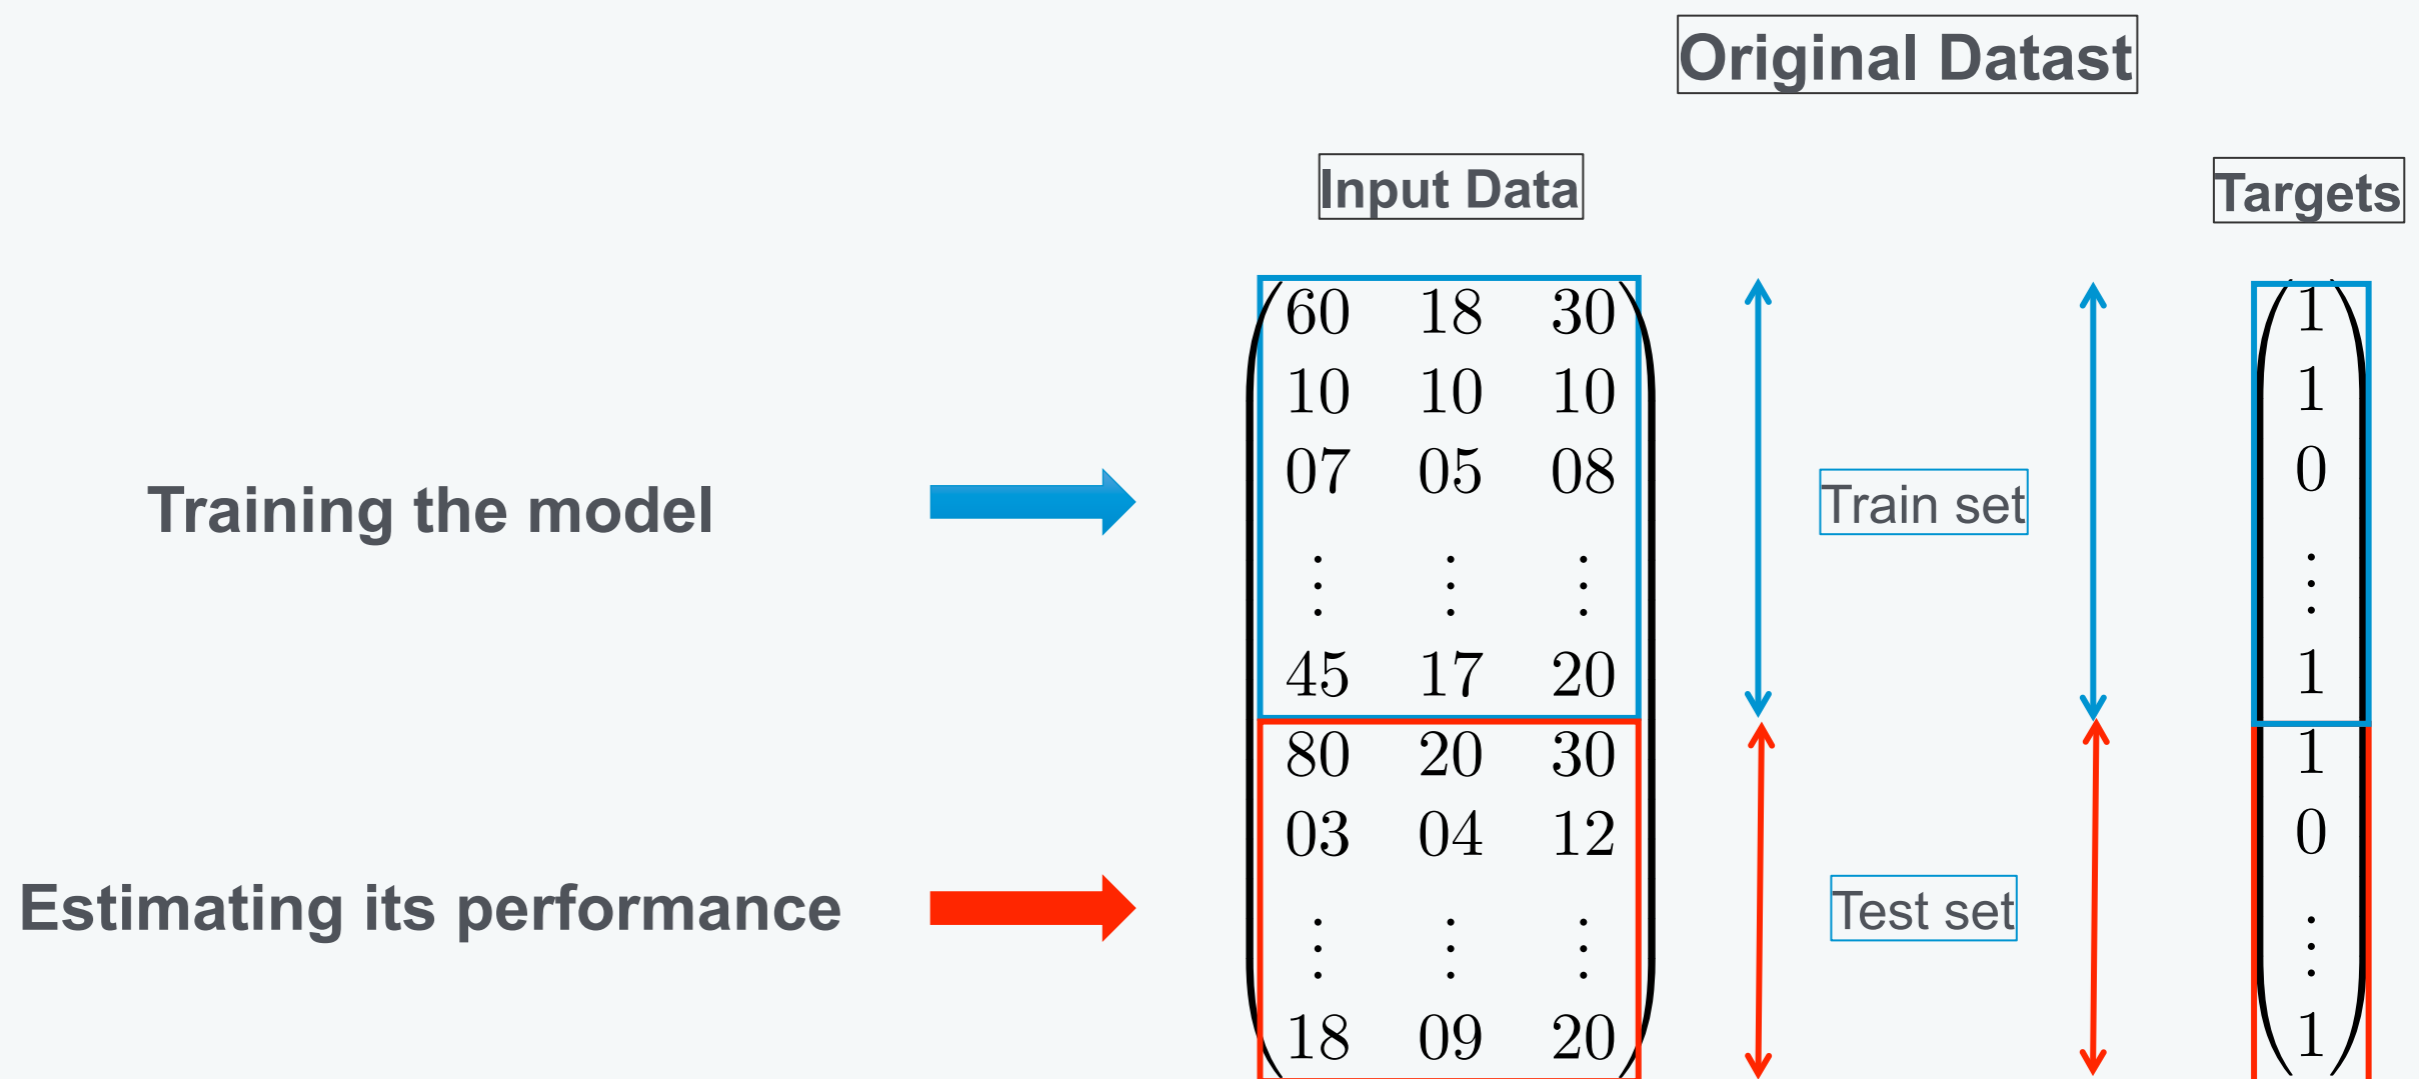 Original Datast
Input Data
Targets
60 18 30 1
10 10 10 1
07 05 08 0
Training the model
Train set
⋮ ⋮ ⋮ ⋮
45 17 20 1
80 20 30 1
03 04 12 0
Estimating its performance
Test set
⋮ ⋮ ⋮ ⋮
18 09 20 1